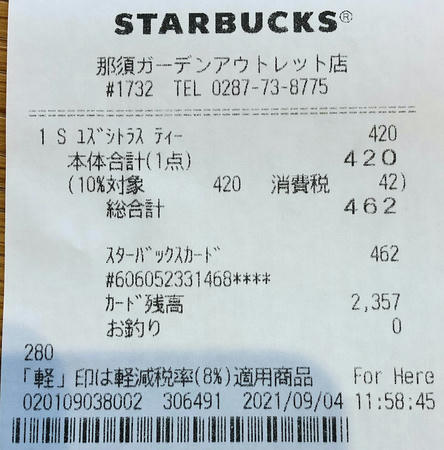 STARBUCKS®
那須ガーデンアウトレット店
#1732 TEL 0287-73-8775
1 S ﾕｽﾞｼﾄﾗｽ ﾃｨｰ 420
本体合計(1点) 420
(10%対象 420 消費税 42)
総合計 462
ｽﾀｰﾊﾞｯｸｽｶｰﾄﾞ 462
#606052331468****
ｶｰﾄﾞ残高 2,357
お釣り 0
280
「軽」印は軽減税率(8%)適用商品 For Here
020109038002 306491 2021/09/04 11:58:45